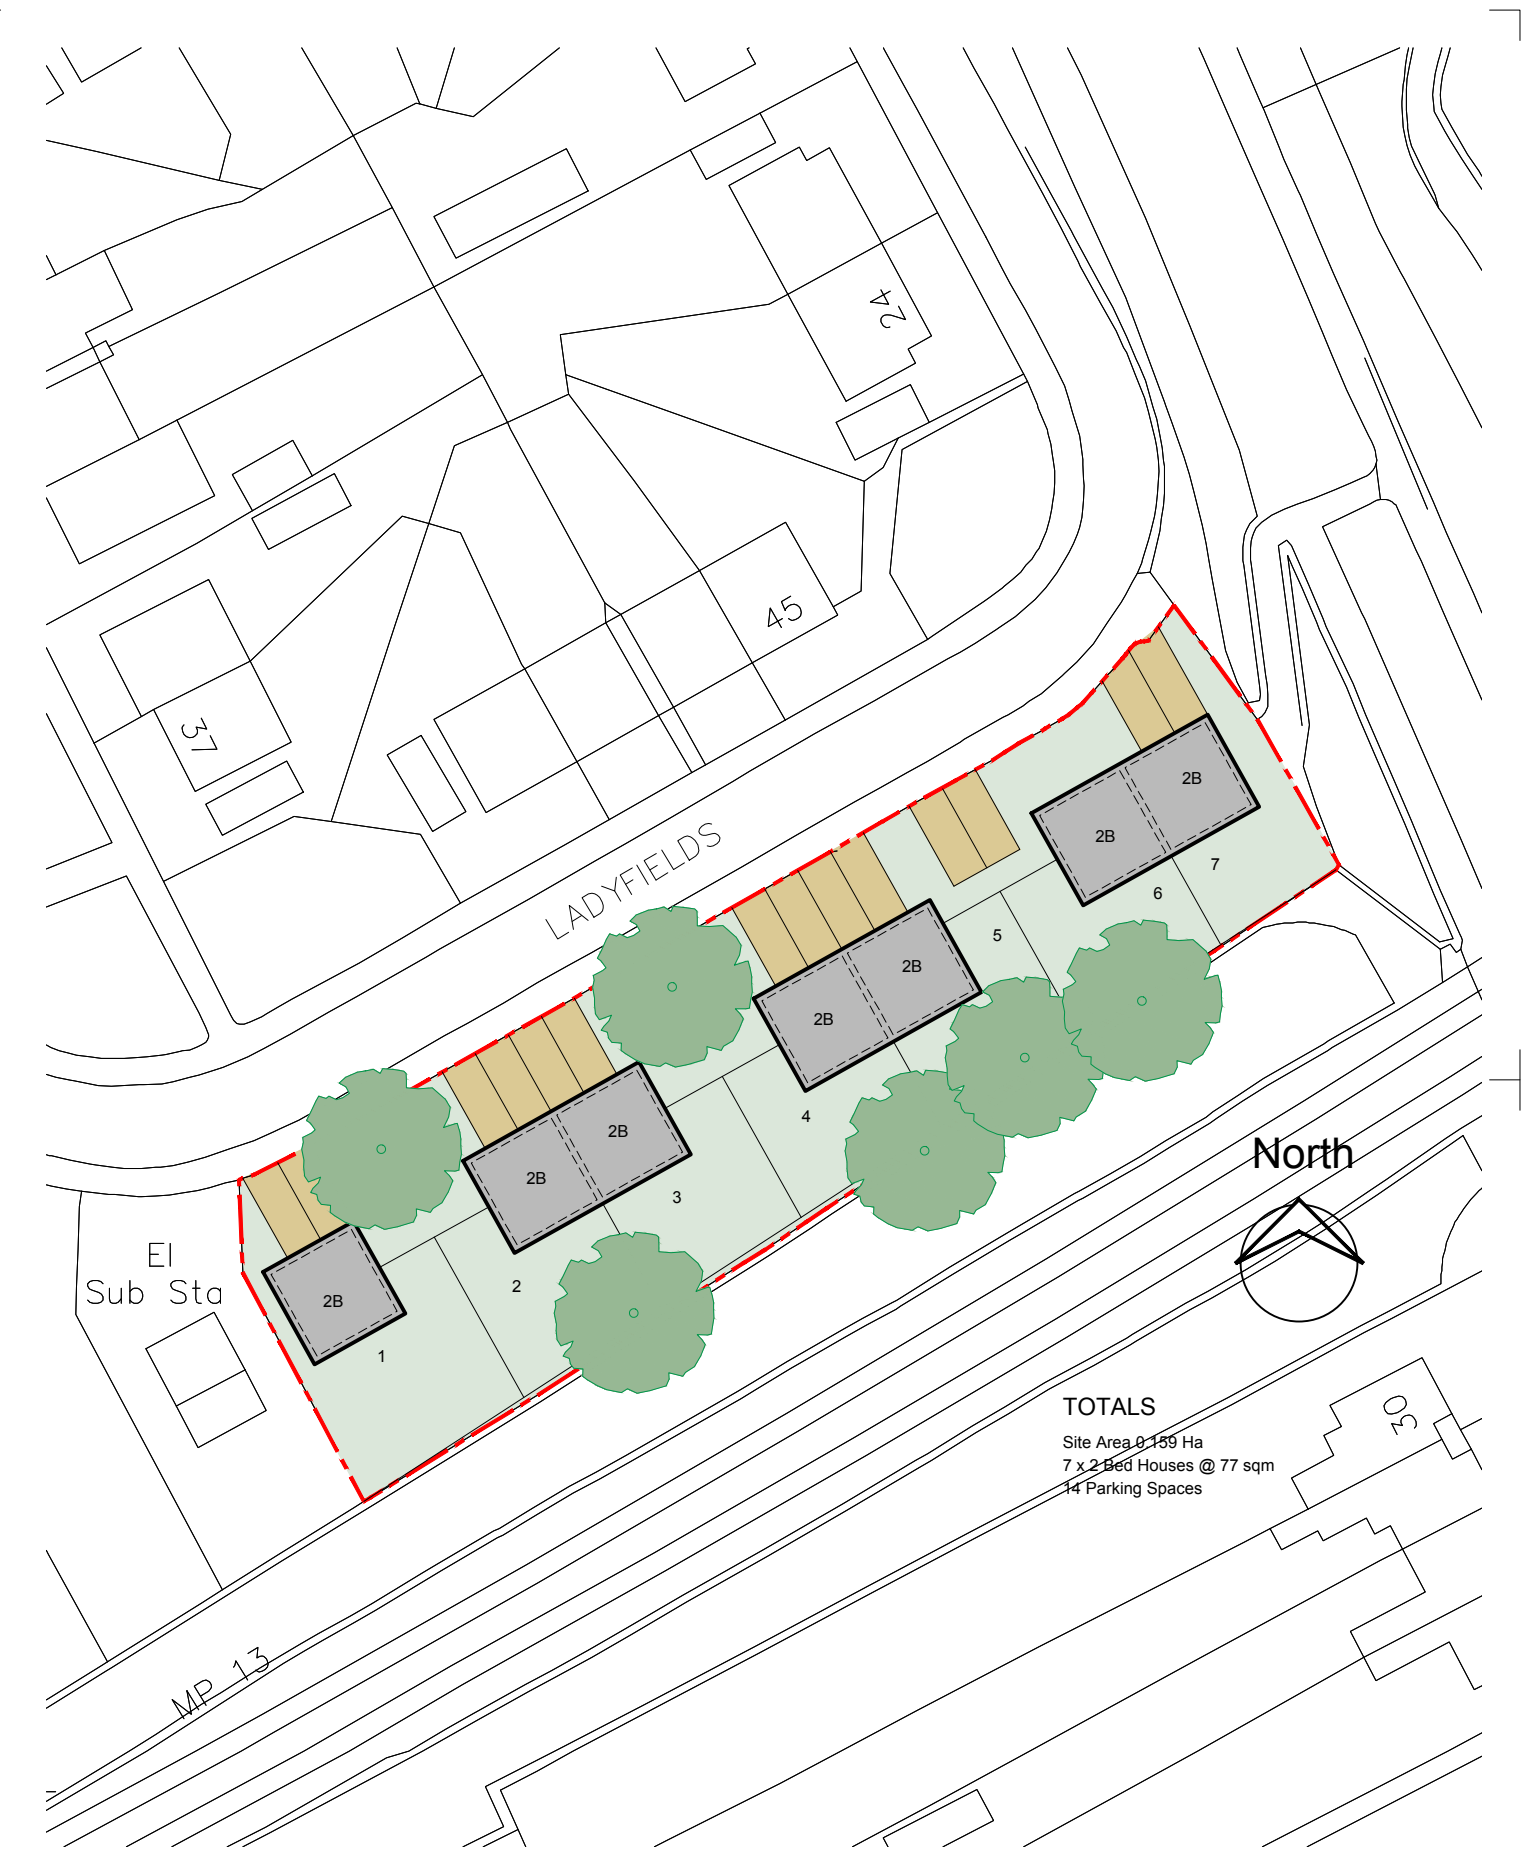 24
45
37
LADYFIELDS
2B
7
2B
6
5
2B
2B
4
2B
2B
3
North
El
Sub Sta
2B
2
1
TOTALS
Site Area 0.159 Ha
7 x 2 Bed Houses @ 77 sqm
14 Parking Spaces
30
MP 13